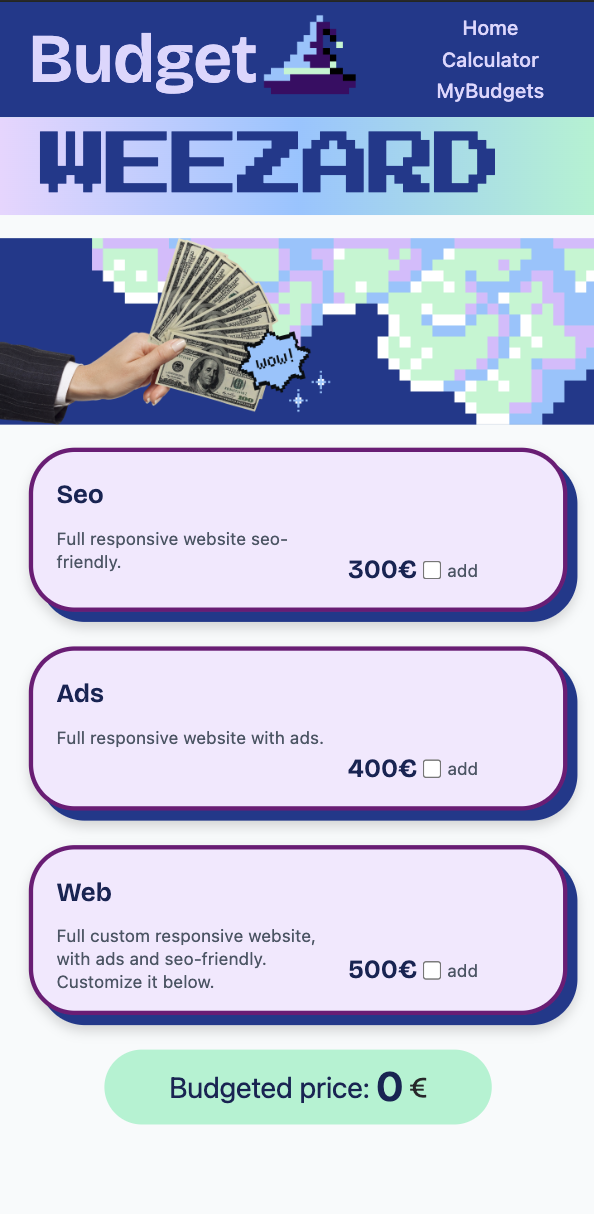 Budget
Home
Calculator
MyBudgets
WEEZARD
WOW!
100
Seo
Full responsive website seo-
friendly.
300€ add
Ads
Full responsive website with ads.
400€ add
Web
Full custom responsive website,
with ads and seo-friendly.
Customize it below.
500€ add
Budgeted price: 0 €